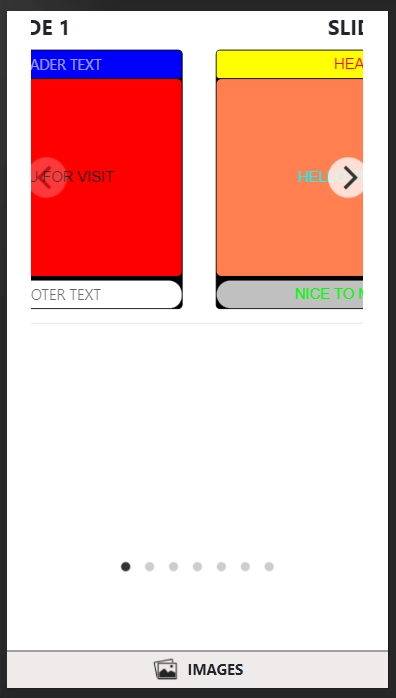 DE 1
SLID
ADER TEXT
HEA
U FOR VISIT
HELL
OTER TEXT
NICE TO M
IMAGES